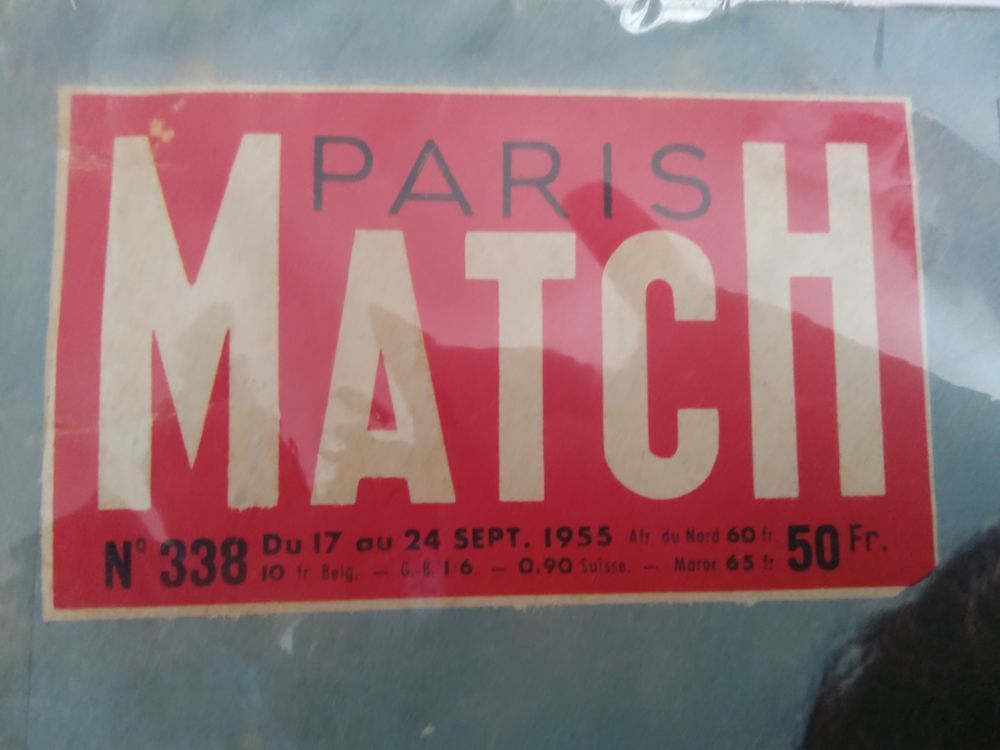 PARIS
MATCH
N° 338 Du 17 au 24 SEPT. 1955 Afr. du Nord 60 fr. 50 Fr.
10 fr Belg. — G.-B. 1/6 — 0.90 Suisse. — Maroc 65 fr